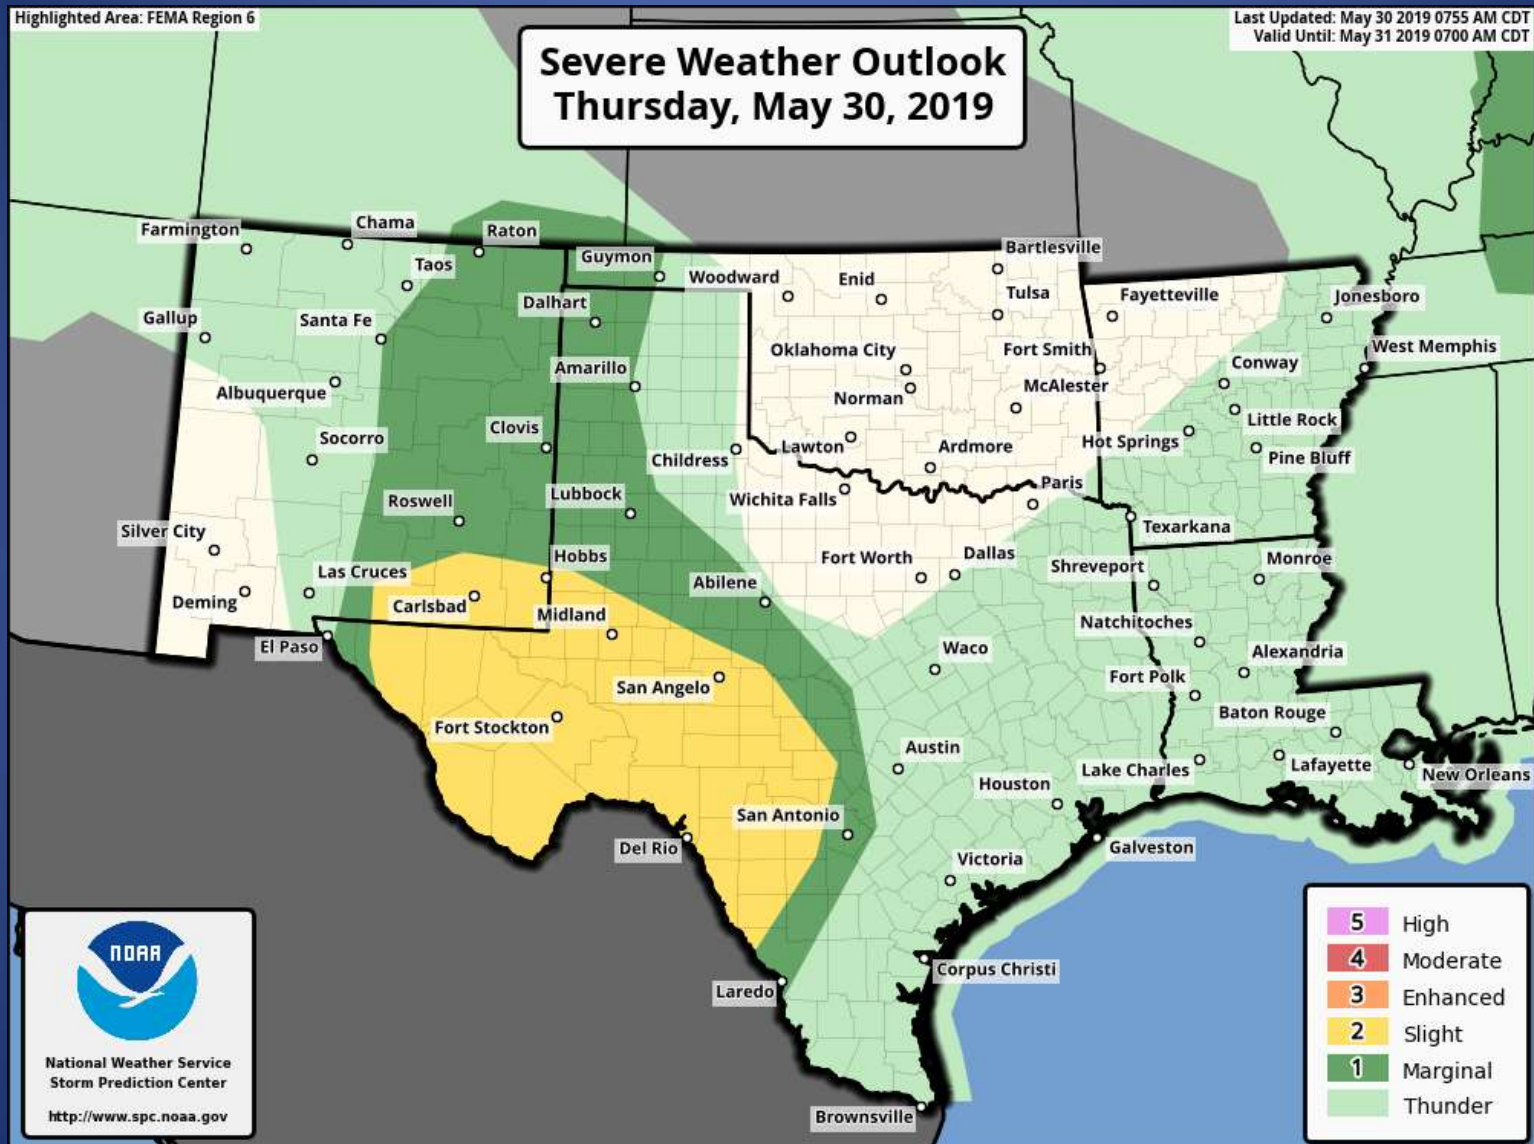 Highlighted Area: FEMA Region 6
Last Updated: May 30 2019 0755 AM CDT
Valid Until: May 31 2019 0700 AM CDT
Severe Weather Outlook
Thursday, May 30, 2019
Farmington
Chama
Raton
Taos
Guymon
Woodward
Enid
Bartlesville
Tulsa
Fayetteville
Jonesboro
Gallup
Santa Fe
Dalhart
Oklahoma City
Fort Smith
West Memphis
Conway
Albuquerque
Amarillo
Norman
McAlester
Little Rock
Socorro
Clovis
Childress
Lawton
Ardmore
Hot Springs
Pine Bluff
Roswell
Lubbock
Wichita Falls
Paris
Texarkana
Silver City
Hobbs
Fort Worth
Dallas
Shreveport
Monroe
Las Cruces
Deming
Carlsbad
Midland
Abilene
Natchitoches
El Paso
Waco
Alexandria
San Angelo
Fort Polk
Fort Stockton
Baton Rouge
Austin
Houston
Lake Charles
Lafayette
New Orleans
San Antonio
Del Rio
Victoria
Galveston
Corpus Christi
Laredo
Brownsville
NOAA
National Weather Service
Storm Prediction Center
http://www.spc.noaa.gov
5 High
4 Moderate
3 Enhanced
2 Slight
1 Marginal
Thunder